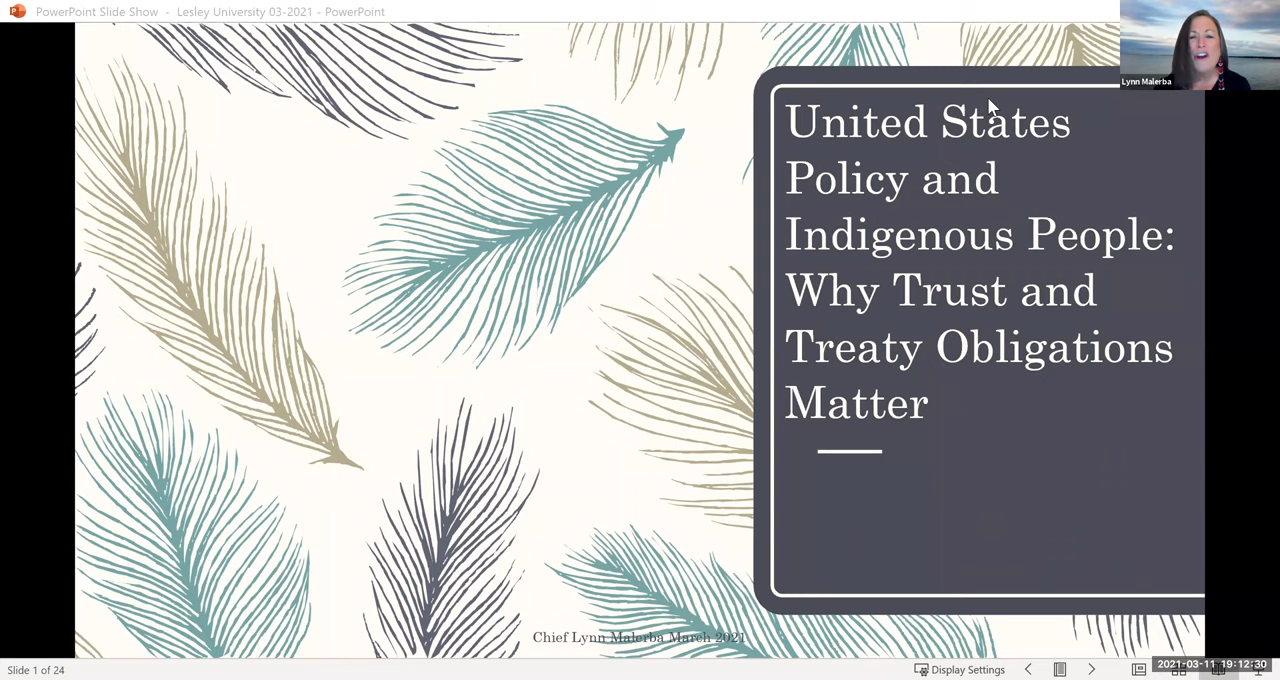 PowerPoint Slide Show - Lesley University 03-2021 - PowerPoint
Lynn Malerba
United States
Policy and
Indigenous People:
Why Trust and
Treaty Obligations
Matter
Chief Lynn Malerba March 2021
Slide 1 of 24
Display Settings
2021-03-11 19:12:30